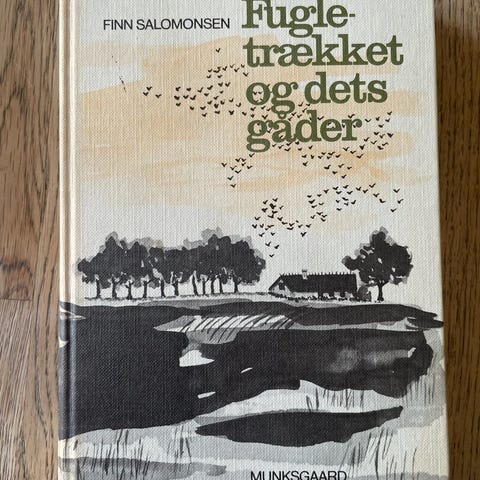 FINN SALOMONSEN
Fugle-
trækket
og dets
gåder
MUNKSGAARD